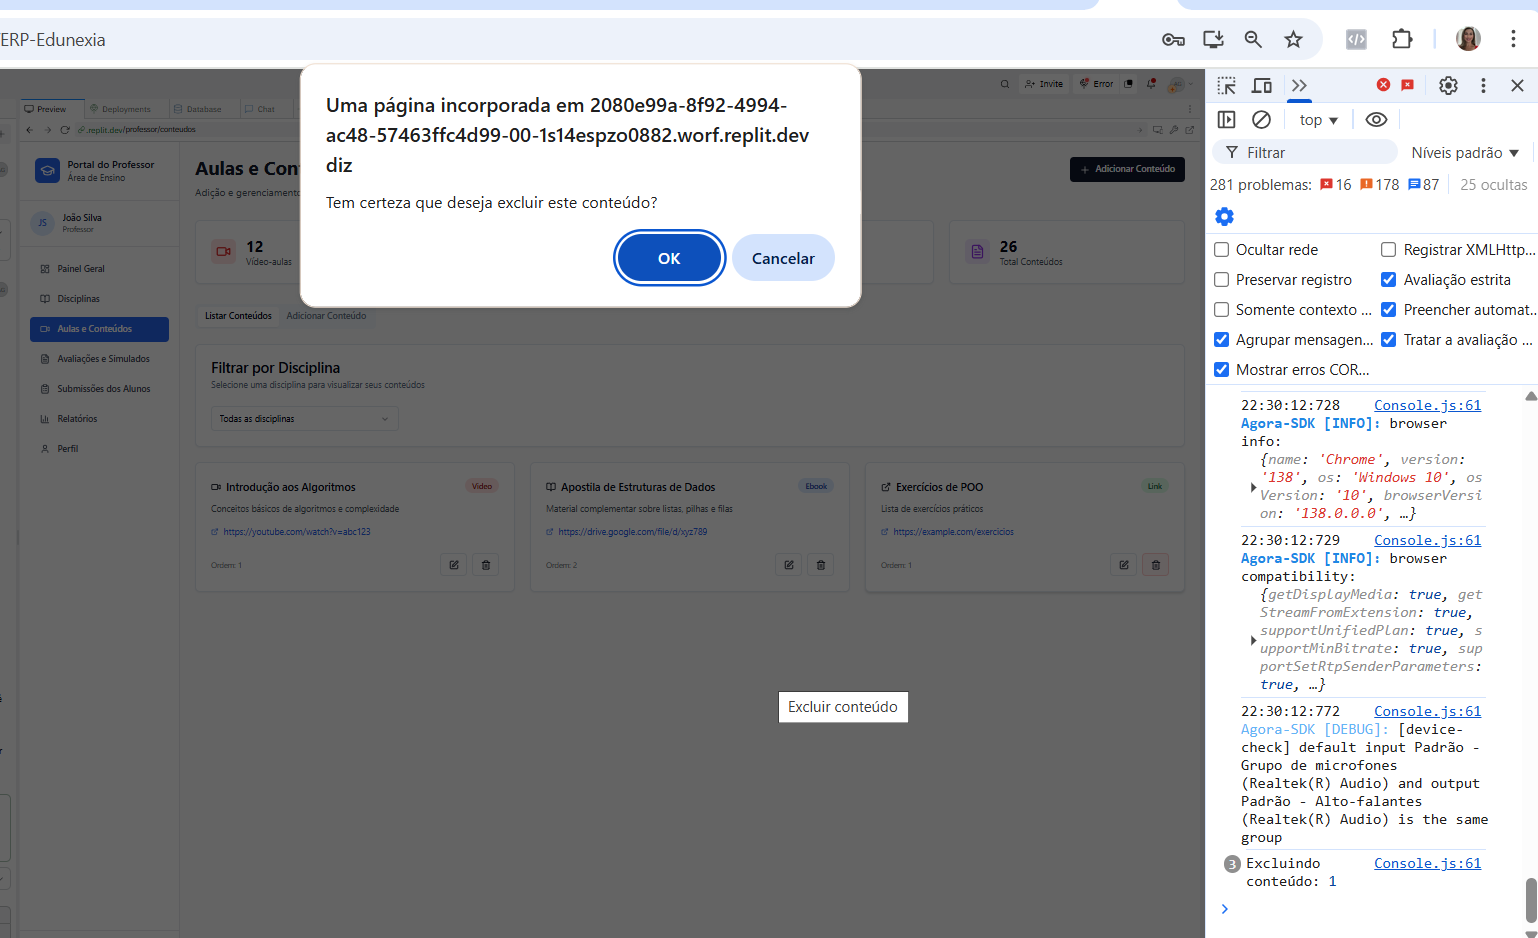 ERP-Edunexia
Uma página incorporada em 2080e99a-8f92-4994-
ac48-57463ffc4d99-00-1s14espzo0882.worf.replit.dev
diz
Tem certeza que deseja excluir este conteúdo?
OK
Cancelar
Invite
Error
Preview
Deployments
Database
Chat
.replit.dev/professor/conteudos
Portal do Professor
Área de Ensino
JS
João Silva
Professor
Painel Geral
Disciplinas
Aulas e Conteúdos
Avaliações e Simulados
Submissões dos Alunos
Relatórios
Perfil
Aulas e Con
Adição e gerenciamento
Adicionar Conteúdo
12
Vídeo-aulas
26
Total Conteúdos
Listar Conteúdos
Adicionar Conteúdo
Filtrar por Disciplina
Selecione uma disciplina para visualizar seus conteúdos
Todas as disciplinas
Introdução aos Algoritmos
Vídeo
Conceitos básicos de algoritmos e complexidade
https://youtube.com/watch?v=abc123
Ordem: 1
Apostila de Estruturas de Dados
Ebook
Material complementar sobre listas, pilhas e filas
https://drive.google.com/file/d/xyz789
Ordem: 2
Exercícios de POO
Link
Lista de exercícios práticos
https://example.com/exercicios
Ordem: 1
Excluir conteúdo
top
Filtrar
Níveis padrão
281 problemas:
16
178
87
25 ocultas
Ocultar rede
Registrar XMLHttp...
Preservar registro
Avaliação estrita
Somente contexto ...
Preencher automat...
Agrupar mensagen...
Tratar a avaliação ...
Mostrar erros COR...
22:30:12:728 Console.js:61
Agora-SDK [INFO]: browser
info:
{name: 'Chrome', version:
'138', os: 'Windows 10', os
Version: '10', browserVersi
on: '138.0.0.0', …}
22:30:12:729 Console.js:61
Agora-SDK [INFO]: browser
compatibility:
{getDisplayMedia: true, get
StreamFromExtension: true,
supportUnifiedPlan: true, s
upportMinBitrate: true, sup
portSetRtpSenderParameters:
true, …}
22:30:12:772 Console.js:61
Agora-SDK [DEBUG]: [device-
check] default input Padrão -
Grupo de microfones
(Realtek(R) Audio) and output
Padrão - Alto-falantes
(Realtek(R) Audio) is the same
group
3 Excluindo Console.js:61
conteúdo: 1